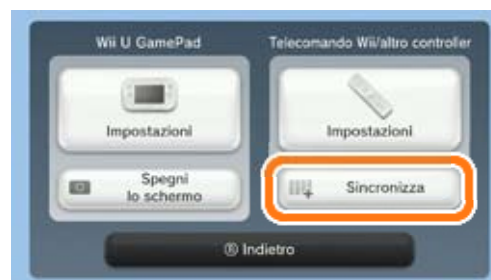 Wii U GamePad
Telecomando Wii/altro controller
Impostazioni
Impostazioni
Spegni
lo schermo
Sincronizza
Ⓑ Indietro